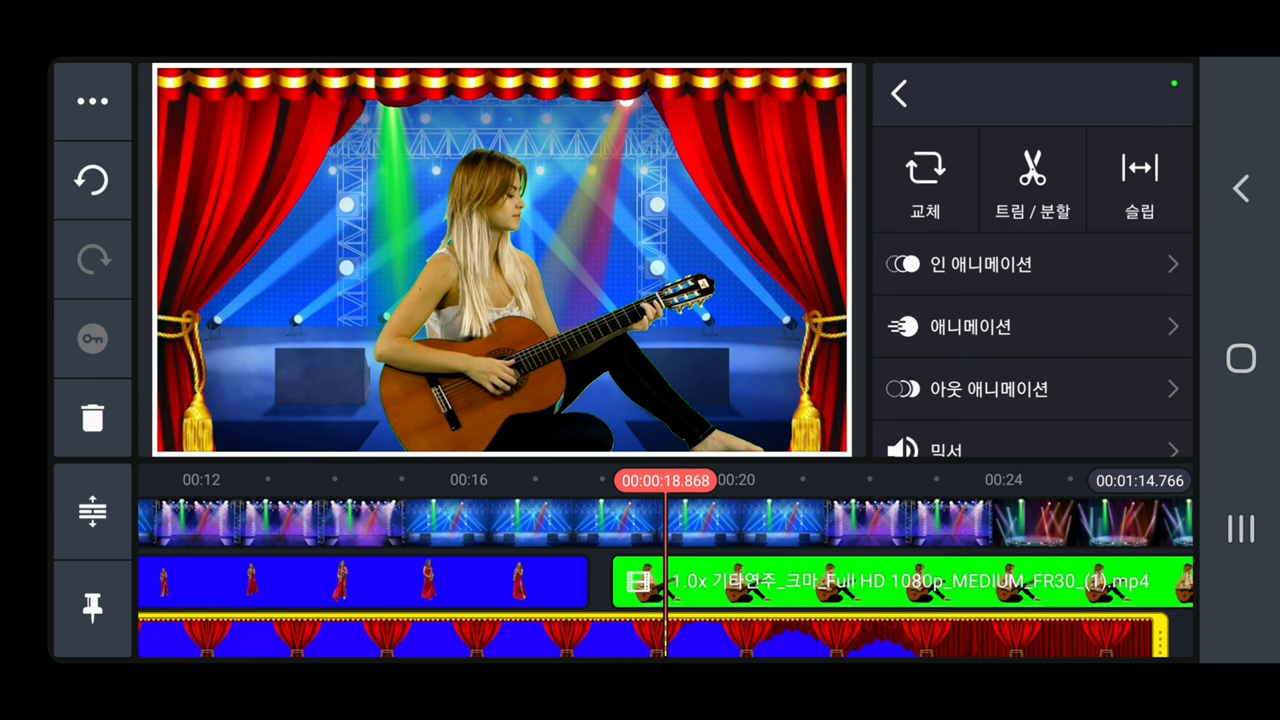 교체
트림 / 분할
슬립
인 애니메이션
애니메이션
아웃 애니메이션
믹서
00:12
00:16
00:00:18.868
00:20
00:24
00:01:14.766
1.0x 기타연주_크마_Full HD 1080p_MEDIUM_FR30_(1).mp4